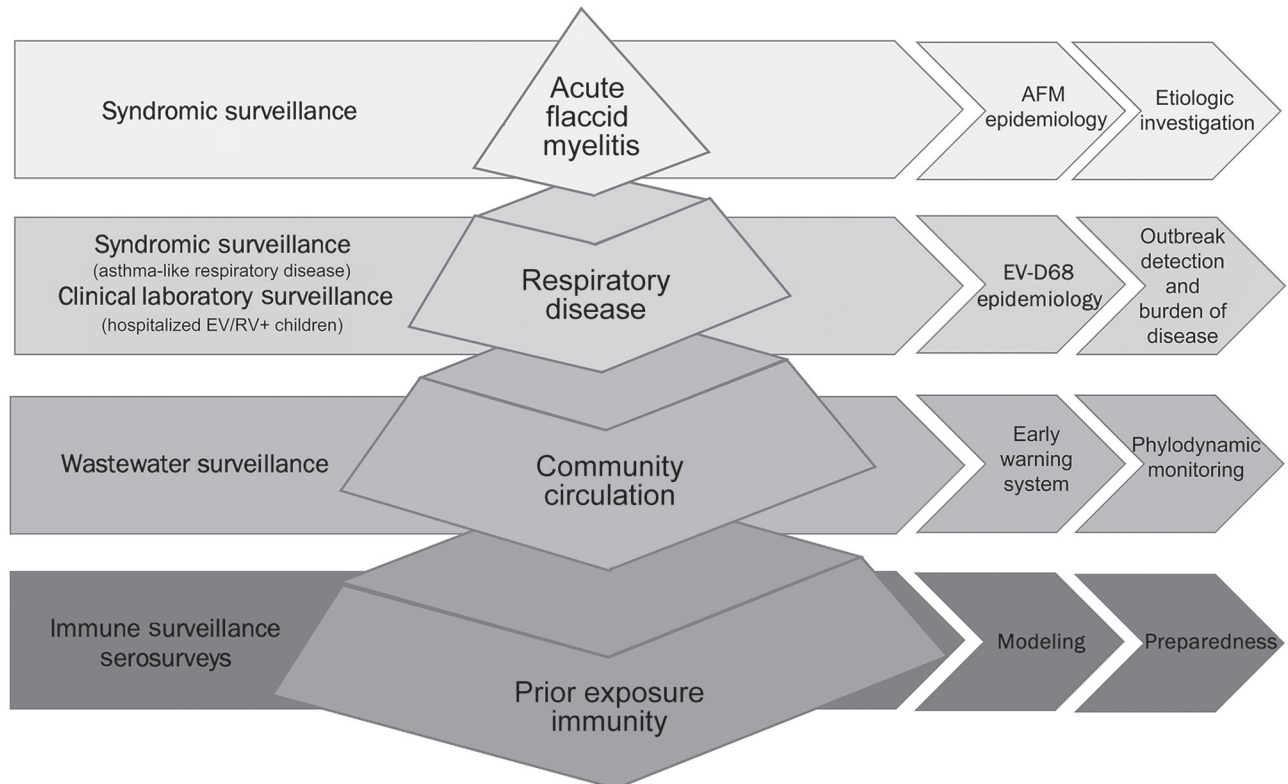 Syndromic surveillance
Acute
flaccid
myelitis
AFM
epidemiology
Etiologic
investigation
Syndromic surveillance
(asthma-like respiratory disease)
Clinical laboratory surveillance
(hospitalized EV/RV+ children)
Respiratory
disease
EV-D68
epidemiology
Outbreak
detection
and
burden of
disease
Wastewater surveillance
Community
circulation
Early
warning
system
Phylodynamic
monitoring
Immune surveillance
serosurveys
Prior exposure
immunity
Modeling
Preparedness